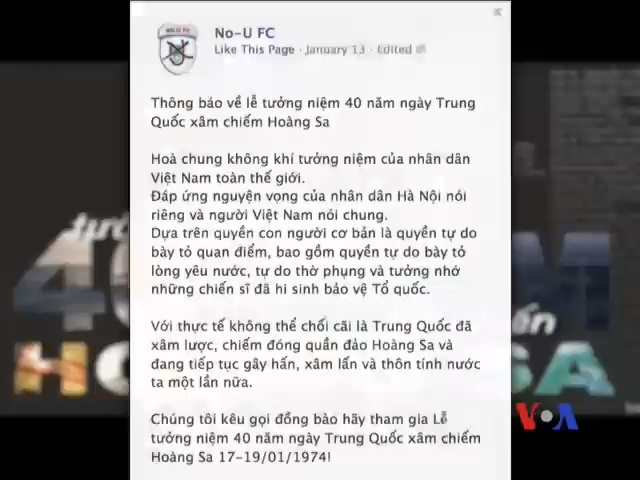 No-U FC
Like This Page · January 13 · Edited
Thông báo về lễ tưởng niệm 40 năm ngày Trung
Quốc xâm chiếm Hoàng Sa
Hoà chung không khí tưởng niệm của nhân dân
Việt Nam toàn thế giới.
Đáp ứng nguyện vọng của nhân dân Hà Nội nói
riêng và người Việt Nam nói chung.
Dựa trên quyền con người cơ bản là quyền tự do
bày tỏ quan điểm, bao gồm quyền tự do bày tỏ
lòng yêu nước, tự do thờ phụng và tưởng nhớ
những chiến sĩ đã hi sinh bảo vệ Tổ quốc.
Với thực tế không thể chối cãi là Trung Quốc đã
xâm lược, chiếm đóng quần đảo Hoàng Sa và
đang tiếp tục gây hấn, xâm lấn và thôn tính nước
ta một lần nữa.
Chúng tôi kêu gọi đồng bào hãy tham gia Lễ
tưởng niệm 40 năm ngày Trung Quốc xâm chiếm
Hoàng Sa 17-19/01/1974!
VOA